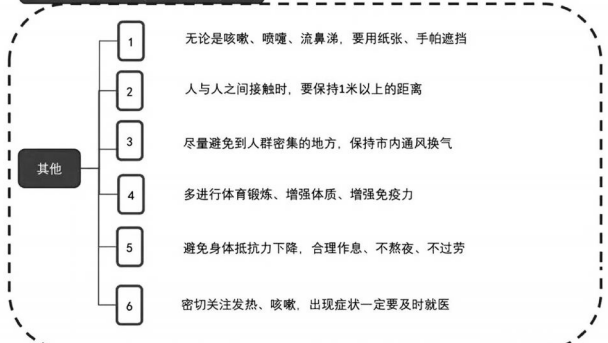 1
无论是咳嗽、喷嚏、流鼻涕，要用纸张、手帕遮挡
2
人与人之间接触时，要保持1米以上的距离
3
尽量避免到人群密集的地方，保持市内通风换气
其他
4
多进行体育锻炼、增强体质、增强免疫力
5
避免身体抵抗力下降，合理作息、不熬夜、不过劳
6
密切关注发热、咳嗽，出现症状一定要及时就医